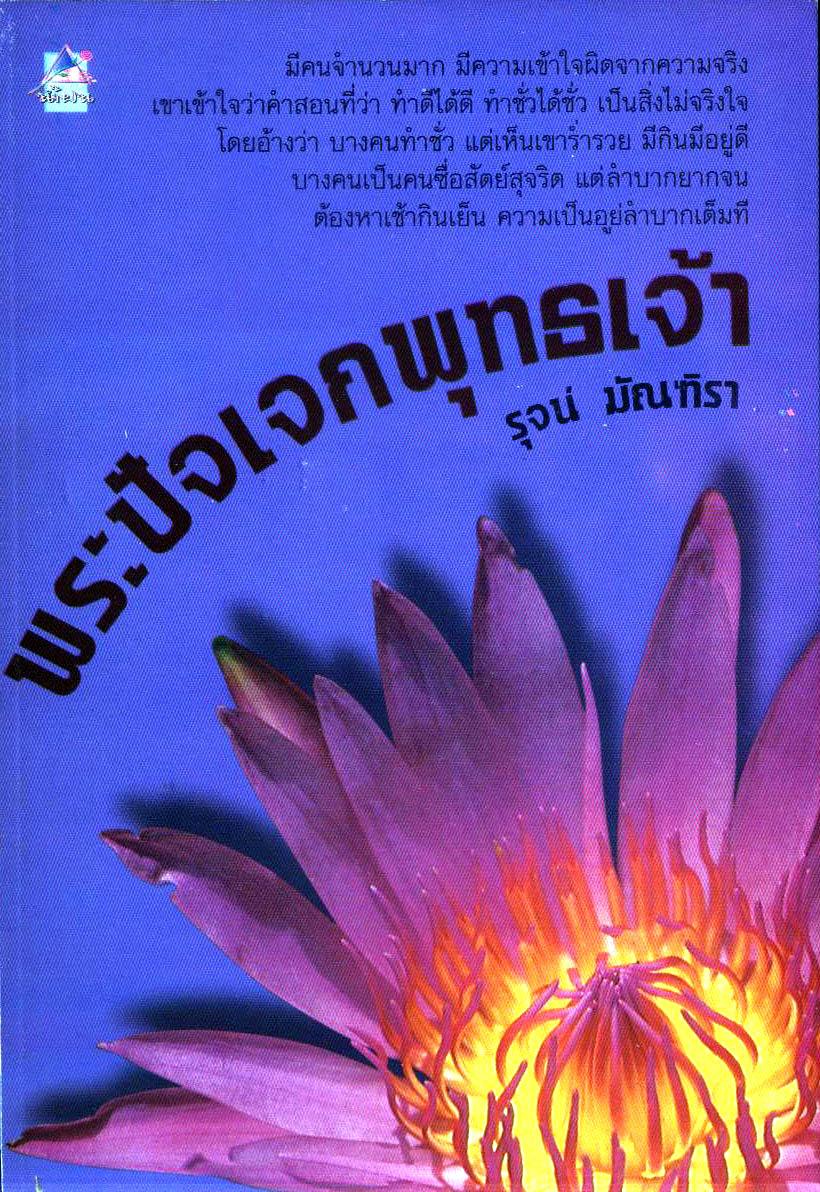 น้ำฝน
มีคนจำนวนมาก มีความเข้าใจผิดจากความจริง
เขาเข้าใจว่าคำสอนที่ว่า ทำดีได้ดี ทำชั่วได้ชั่ว เป็นสิ่งไม่จริงใจ
โดยอ้างว่า บางคนทำชั่ว แต่เห็นเขาร่ำรวย มีกินมีอยู่ดี
บางคนเป็นคนซื่อสัตย์สุจริต แต่ลำบากยากจน
ต้องหาเช้ากินเย็น ความเป็นอยู่ลำบากเต็มที
พระปัจเจคพุทธเจ้า
รุจน์ มัณฑิรา